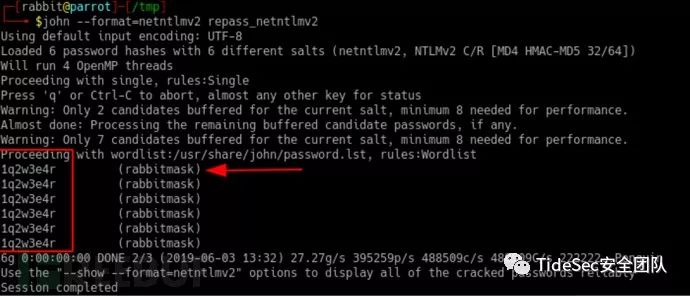 [rabbit@parrot]-[/tmp]
$john --format=netntlmv2 repass_netntlmv2
Using default input encoding: UTF-8
Loaded 6 password hashes with 6 different salts (netntlmv2, NTLMv2 C/R [MD4 HMAC-MD5 32/64])
Will run 4 OpenMP threads
Proceeding with single, rules:Single
Press 'q' or Ctrl-C to abort, almost any other key for status
Warning: Only 2 candidates buffered for the current salt, minimum 8 needed for performance.
Almost done: Processing the remaining buffered candidate passwords, if any.
Warning: Only 7 candidates buffered for the current salt, minimum 8 needed for performance.
Proceeding with wordlist:/usr/share/john/password.lst, rules:Wordlist
1q2w3e4r (rabbitmask)
1q2w3e4r (rabbitmask)
1q2w3e4r (rabbitmask)
1q2w3e4r (rabbitmask)
1q2w3e4r (rabbitmask)
1q2w3e4r (rabbitmask)
6g 0:00:00:00 DONE 2/3 (2019-06-03 13:32) 27.27g/s 395259p/s 488509c/s
Use the "--show --format=netntlmv2" options to display all of the cracked passwords reliably
Session completed
TideSec安全团队